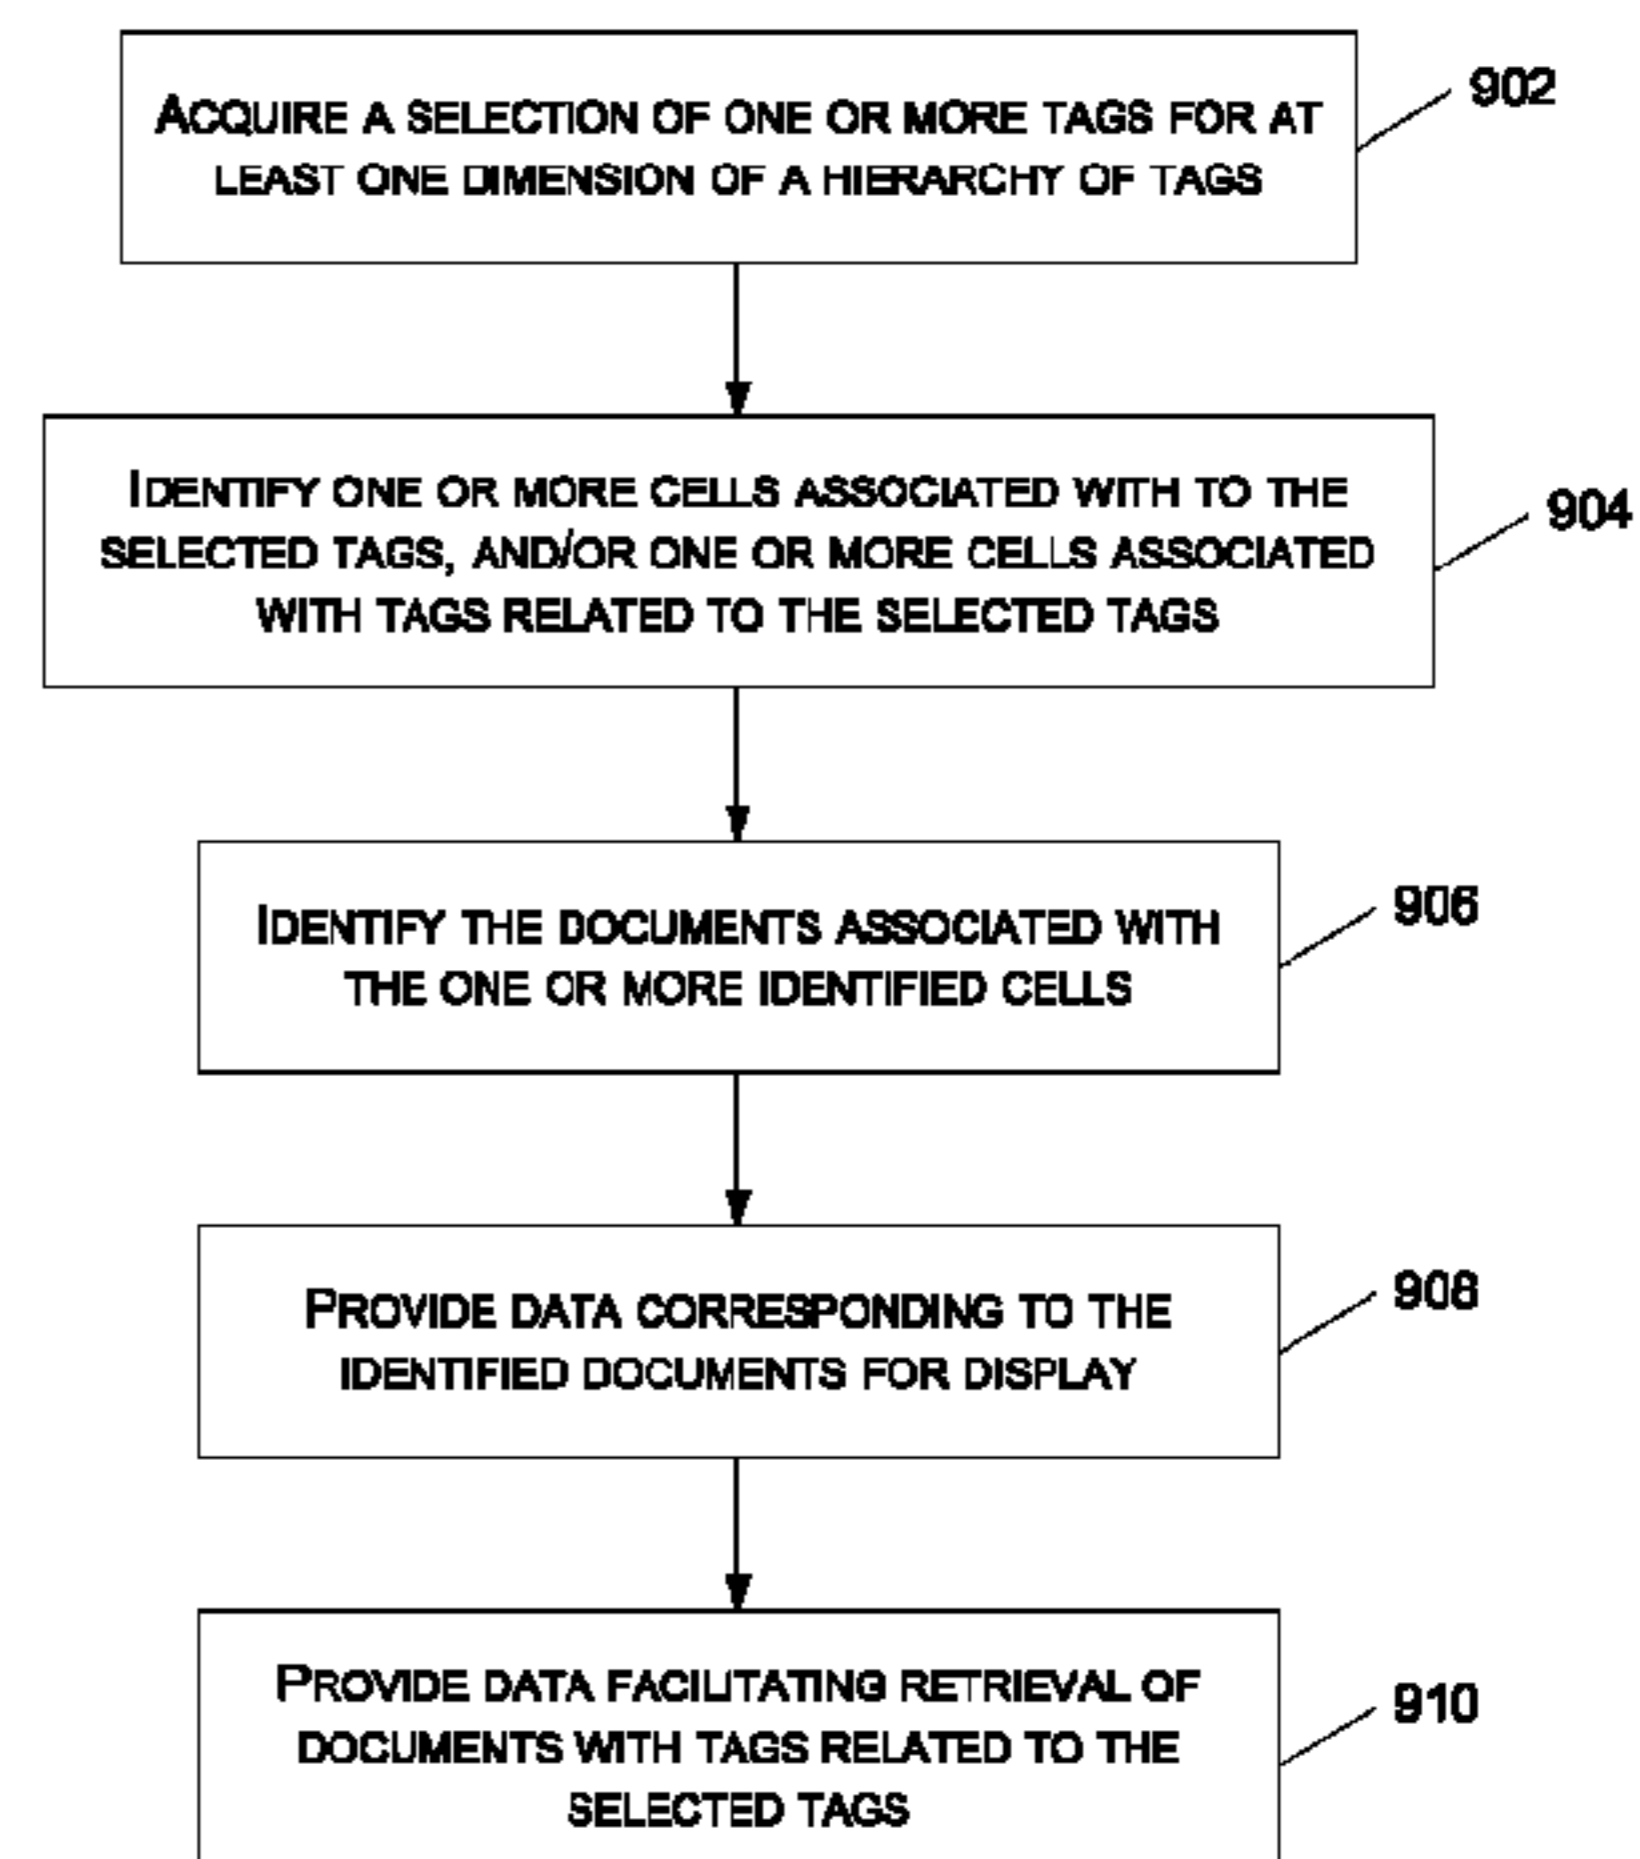 ACQUIRE A SELECTION OF ONE OR MORE TAGS FOR AT
LEAST ONE DIMENSION OF A HIERARCHY OF TAGS
902
IDENTIFY ONE OR MORE CELLS ASSOCIATED WITH TO THE
SELECTED TAGS, AND/OR ONE OR MORE CELLS ASSOCIATED
WITH TAGS RELATED TO THE SELECTED TAGS
904
IDENTIFY THE DOCUMENTS ASSOCIATED WITH
THE ONE OR MORE IDENTIFIED CELLS
906
PROVIDE DATA CORRESPONDING TO THE
IDENTIFIED DOCUMENTS FOR DISPLAY
908
PROVIDE DATA FACILITATING RETRIEVAL OF
DOCUMENTS WITH TAGS RELATED TO THE
SELECTED TAGS
910